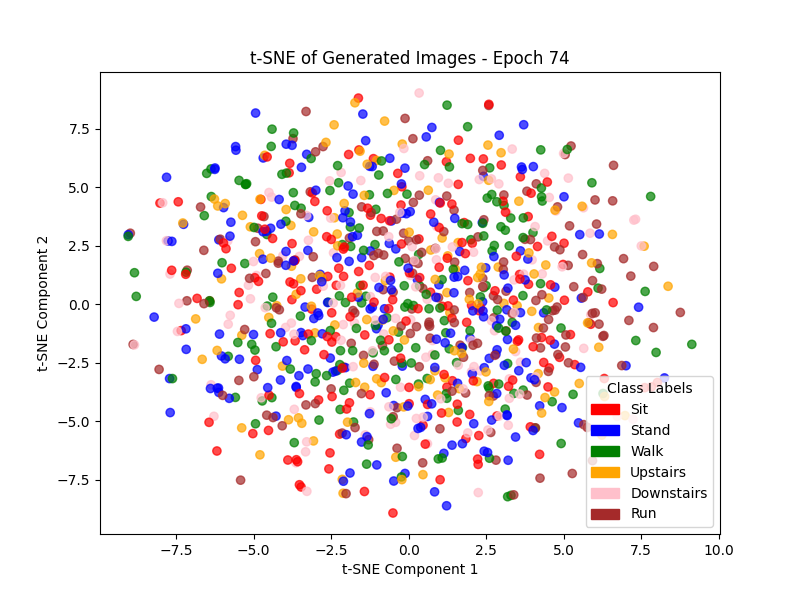 t-SNE of Generated Images - Epoch 74
t-SNE Component 2
7.5
5.0
2.5
0.0
−2.5
−5.0
−7.5
Class Labels
Sit
Stand
Walk
Upstairs
Downstairs
Run
−7.5 −5.0 −2.5 0.0 2.5 5.0 7.5 10.0
t-SNE Component 1